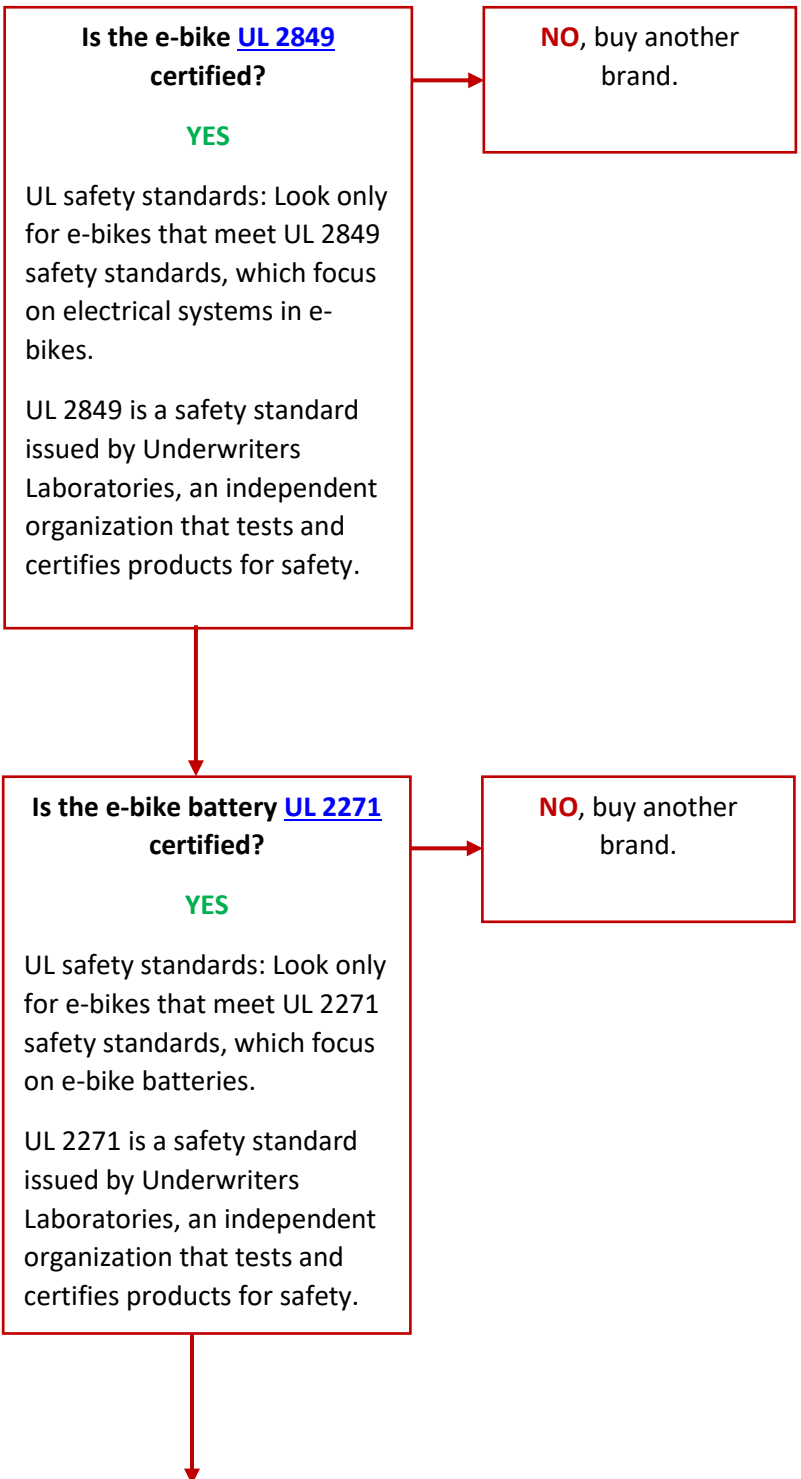 Is the e-bike UL 2849
certified?
YES
UL safety standards: Look only
for e-bikes that meet UL 2849
safety standards, which focus
on electrical systems in e-
bikes.
UL 2849 is a safety standard
issued by Underwriters
Laboratories, an independent
organization that tests and
certifies products for safety.
NO, buy another
brand.
Is the e-bike battery UL 2271
certified?
YES
UL safety standards: Look only
for e-bikes that meet UL 2271
safety standards, which focus
on e-bike batteries.
UL 2271 is a safety standard
issued by Underwriters
Laboratories, an independent
organization that tests and
certifies products for safety.
NO, buy another
brand.